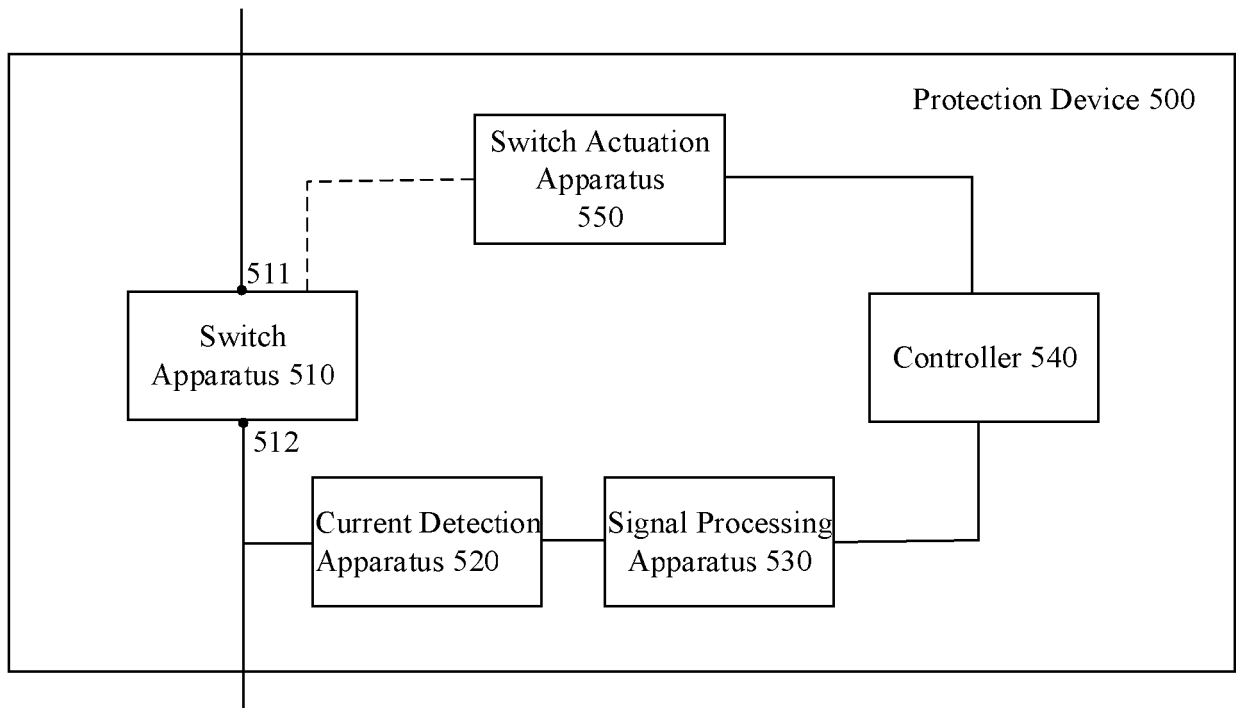 Protection Device 500
Switch Actuation
Apparatus
550
511
Switch
Apparatus 510
Controller 540
512
Current Detection
Apparatus 520
Signal Processing
Apparatus 530